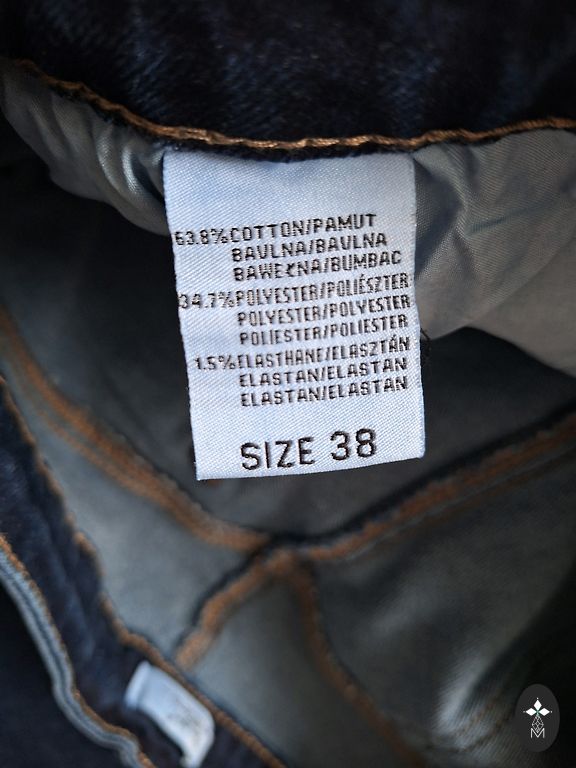 63.8%COTTON/PAMUT
BAVLNA/BAVLNA
BAWEŁNA/BUMBAC
34.7%POLYESTER/POLIÉSZTER
POLYESTER/POLYESTER
POLIESTER/POLIESTER
1.5%ELASTHANE/ELASZTÁN
ELASTAN/ELASTAN
ELASTAN/ELASTAN
SIZE 38